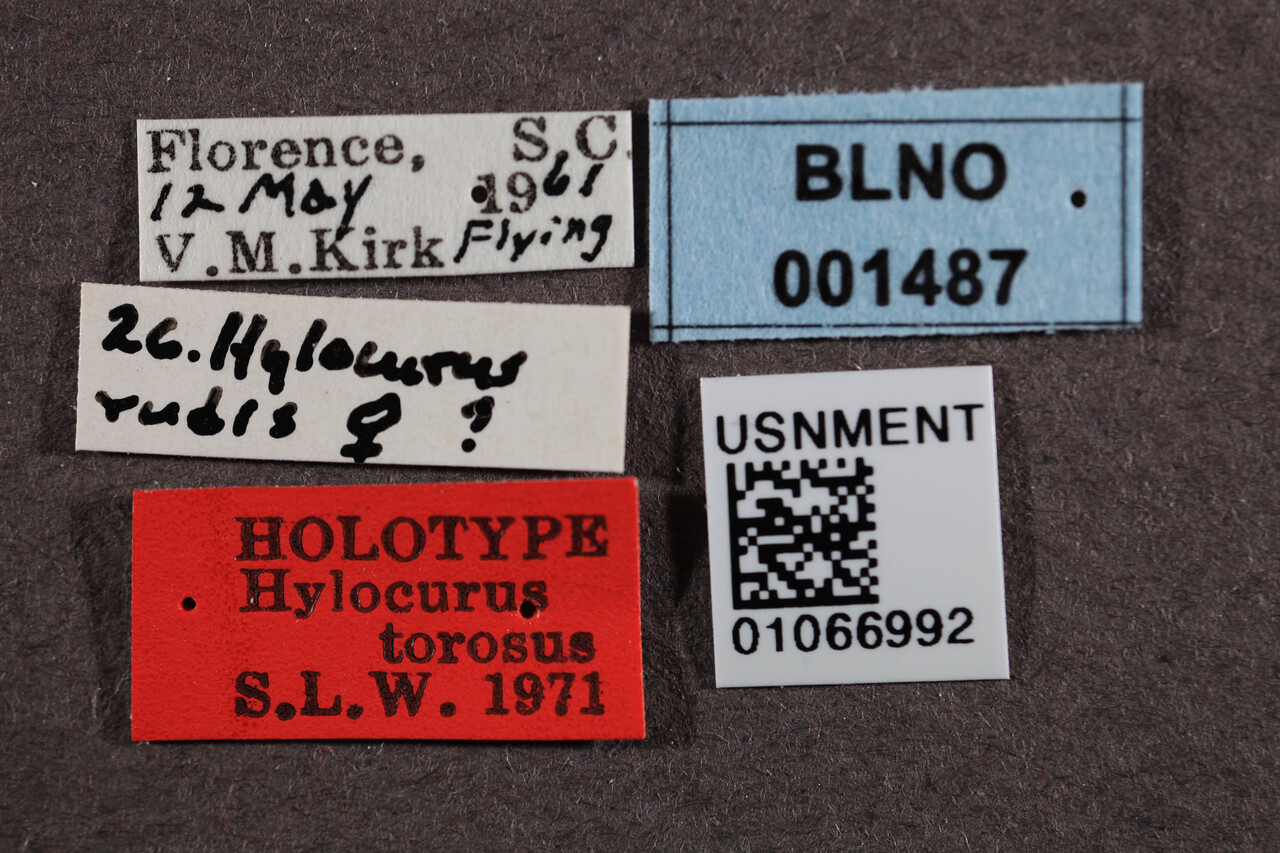 Florence, S.C.
12 May 1961
V.M.Kirk Flying
26. Hylocurus
rudis ♀ ?
HOLOTYPE
Hylocurus
torosus
S.L.W. 1971
BLNO
001487
USNMENT
01066992